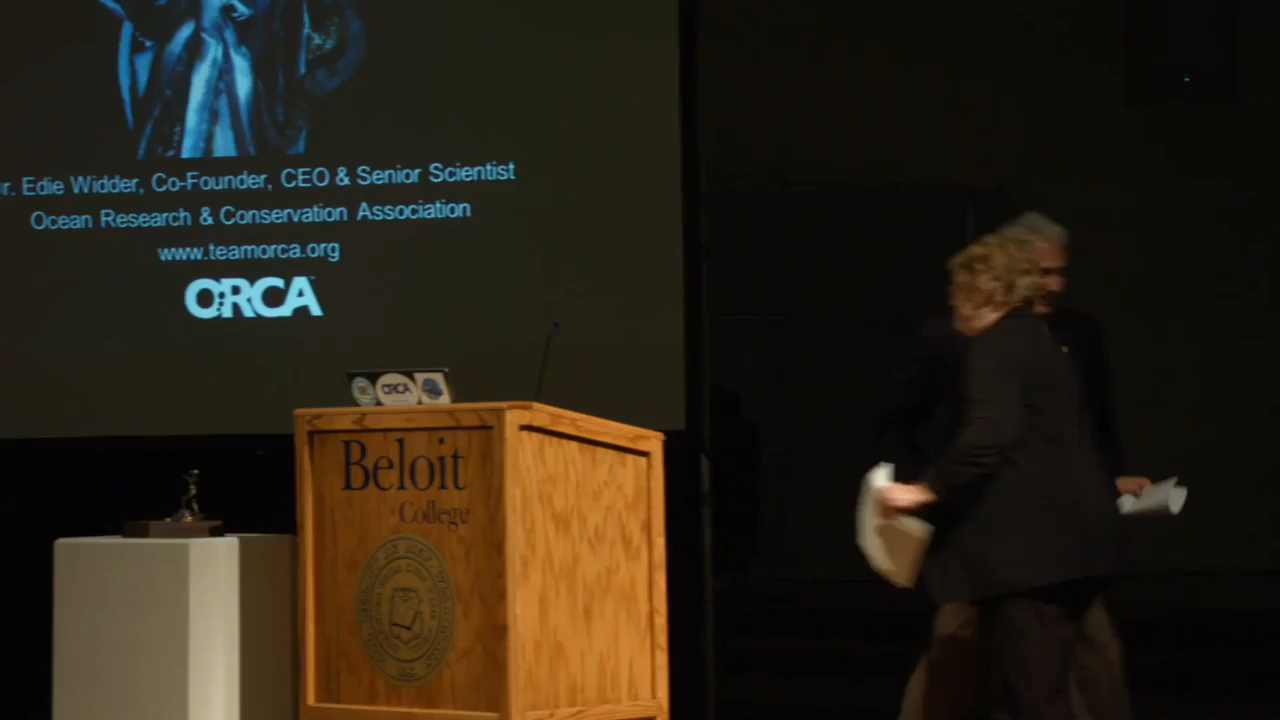 r. Edie Widder, Co-Founder, CEO & Senior Scientist
Ocean Research & Conservation Association
www.teamorca.org
ORCA
ORCA
Beloit
College